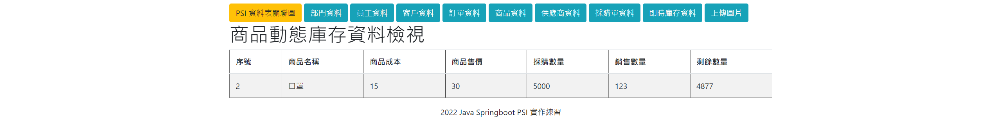 PSI 資料表關聯圖 部門資料 員工資料 客戶資料 訂單資料 商品資料 供應商資料 採購單資料 即時庫存資料 上傳圖片
商品動態庫存資料檢視
序號 商品名稱 商品成本 商品售價 採購數量 銷售數量 剩餘數量
2 口罩 15 30 5000 123 4877
2022 Java Springboot PSI 實作練習